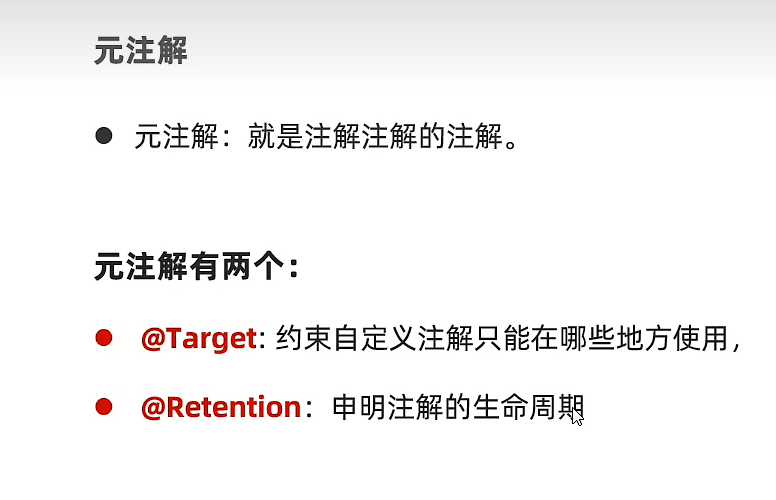 元注解
● 元注解：就是注解注解的注解。
元注解有两个：
● @Target: 约束自定义注解只能在哪些地方使用，
● @Retention：申明注解的生命周期